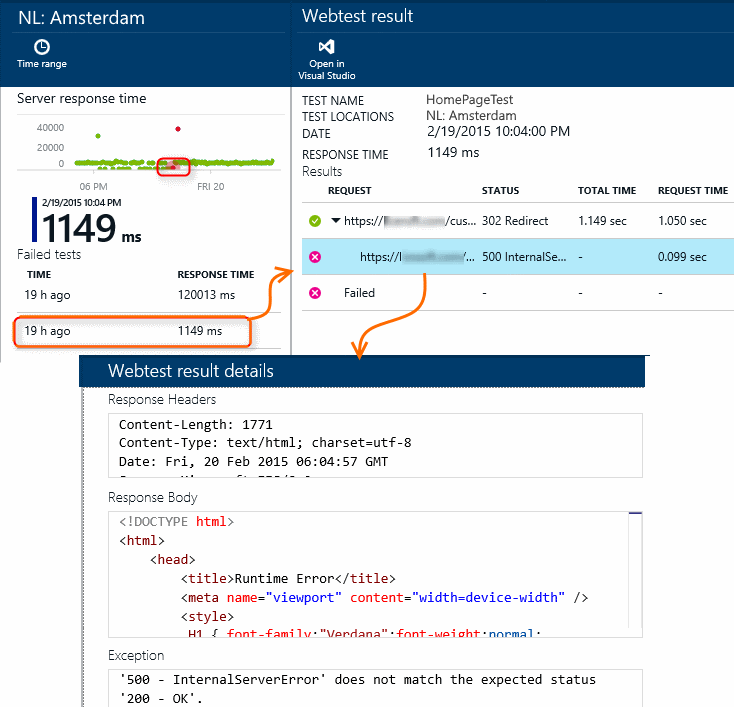 NL: Amsterdam
Time range
Server response time
40000
20000
0
06 PM
FRI 20
2/19/2015 10:04 PM
1149 ms
Failed tests
TIME RESPONSE TIME
19 h ago 120013 ms
19 h ago 1149 ms
Webtest result
Open in
Visual Studio
TEST NAME HomePageTest
TEST LOCATIONS NL: Amsterdam
DATE 2/19/2015 10:04:00 PM
RESPONSE TIME 1149 ms
Results
REQUEST STATUS TOTAL TIME REQUEST TIME
https:// /cus... 302 Redirect 1.149 sec 1.050 sec
https:// /... 500 InternalSe... - 0.099 sec
Failed - - -
Webtest result details
Response Headers
Content-Length: 1771
Content-Type: text/html; charset=utf-8
Date: Fri, 20 Feb 2015 06:04:57 GMT
Response Body
<!DOCTYPE html>
<html>
<head>
<title>Runtime Error</title>
<meta name="viewport" content="width=device-width" />
<style>
H1 { font-family:"Verdana";font-weight:normal;
Exception
'500 - InternalServerError' does not match the expected status
'200 - OK'.